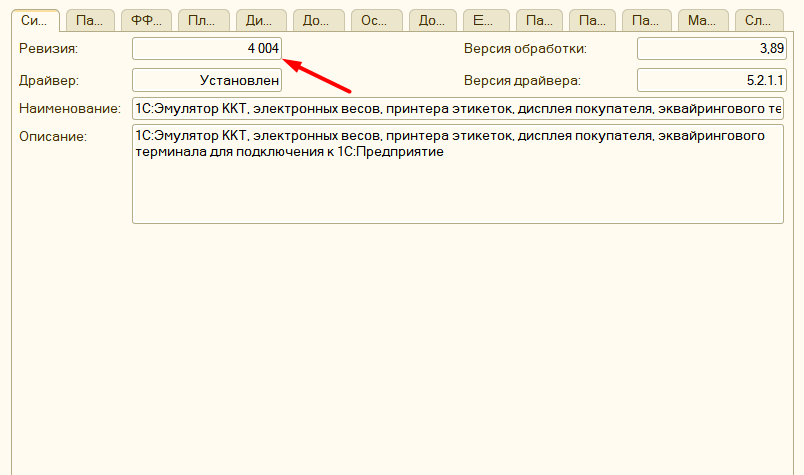 Си... Па... ФФ... Пл... Ди... До... Ос... До... Е... Па... Па... Па... Ма... Сл...
Ревизия: 4 004 Версия обработки: 3,89
Драйвер: Установлен Версия драйвера: 5.2.1.1
Наименование: 1С:Эмулятор ККТ, электронных весов, принтера этикеток, дисплея покупателя, эквайрингового те
Описание: 1С:Эмулятор ККТ, электронных весов, принтера этикеток, дисплея покупателя, эквайрингового
терминала для подключения к 1С:Предприятие